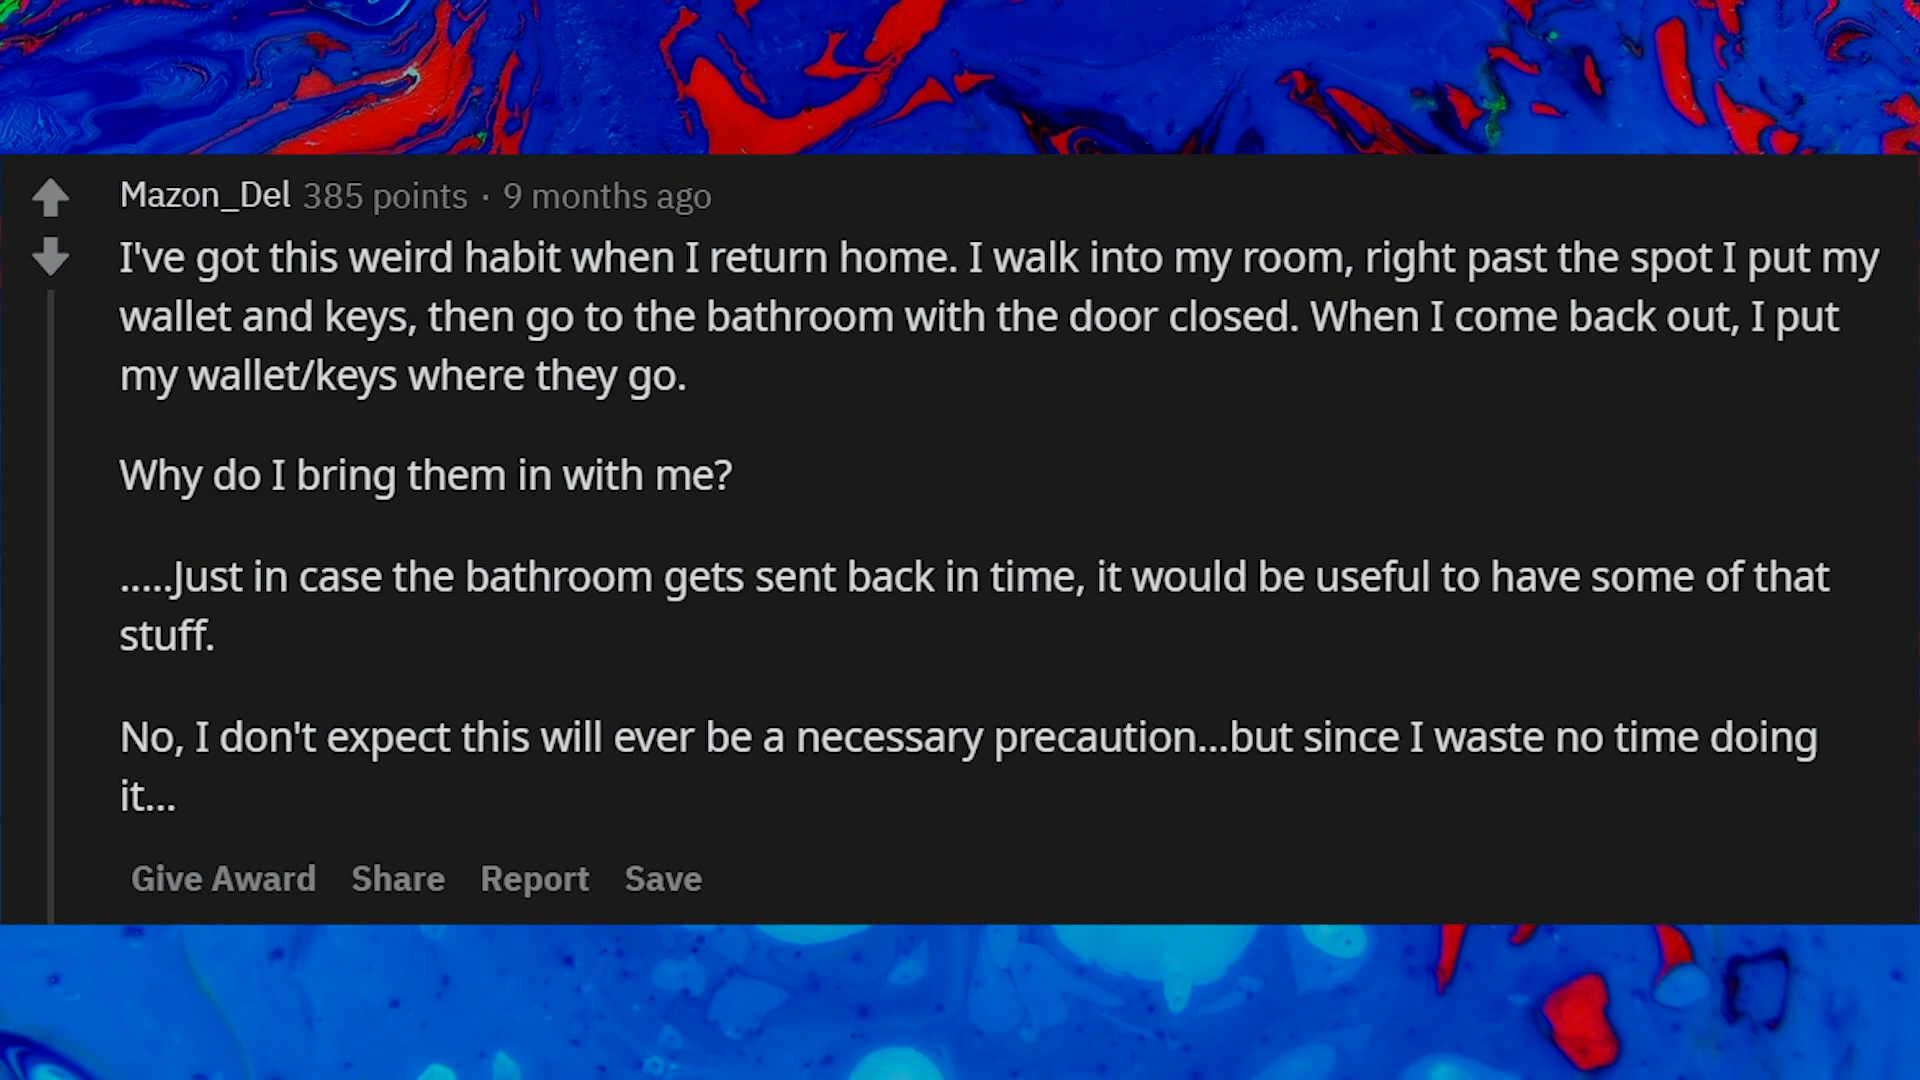 Mazon_Del 385 points · 9 months ago
I've got this weird habit when I return home. I walk into my room, right past the spot I put my
wallet and keys, then go to the bathroom with the door closed. When I come back out, I put
my wallet/keys where they go.
Why do I bring them in with me?
.....Just in case the bathroom gets sent back in time, it would be useful to have some of that
stuff.
No, I don't expect this will ever be a necessary precaution...but since I waste no time doing
it...
Give Award Share Report Save